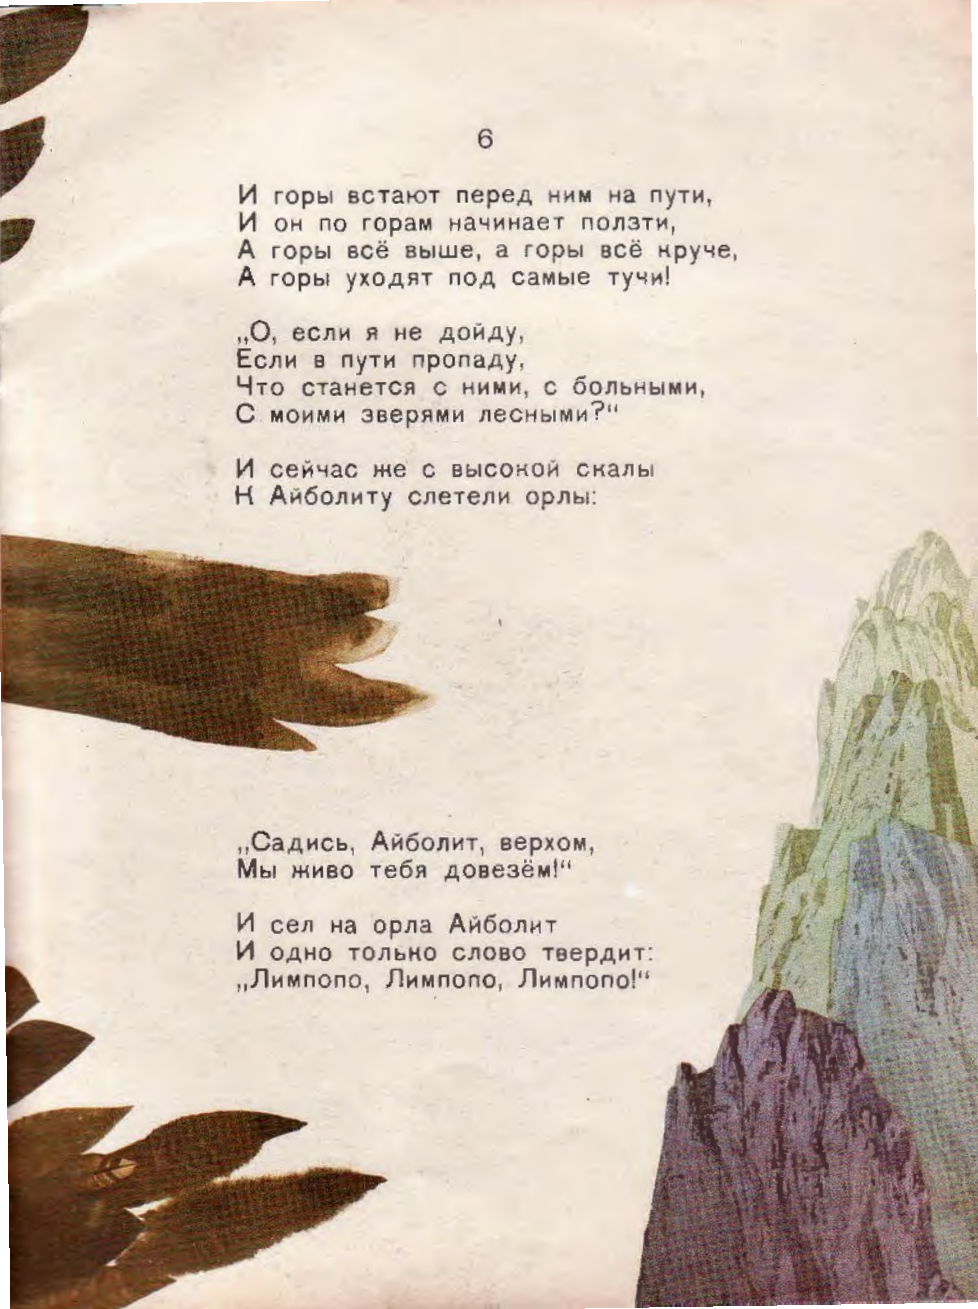 6
И горы встают перед ним на пути,
И он по горам начинает ползти,
А горы всё выше, а горы всё круче,
А горы уходят под самые тучи!
„О, если я не дойду,
Если в пути пропаду,
Что станется с ними, с больными,
С моими зверями лесными?“
И сейчас же с высокой скалы
К Айболиту слетели орлы:
„Садись, Айболит, верхом,
Мы живо тебя довезём!“
И сел на орла Айболит
И одно только слово твердит:
„Лимпопо, Лимпопо, Лимпопо!“